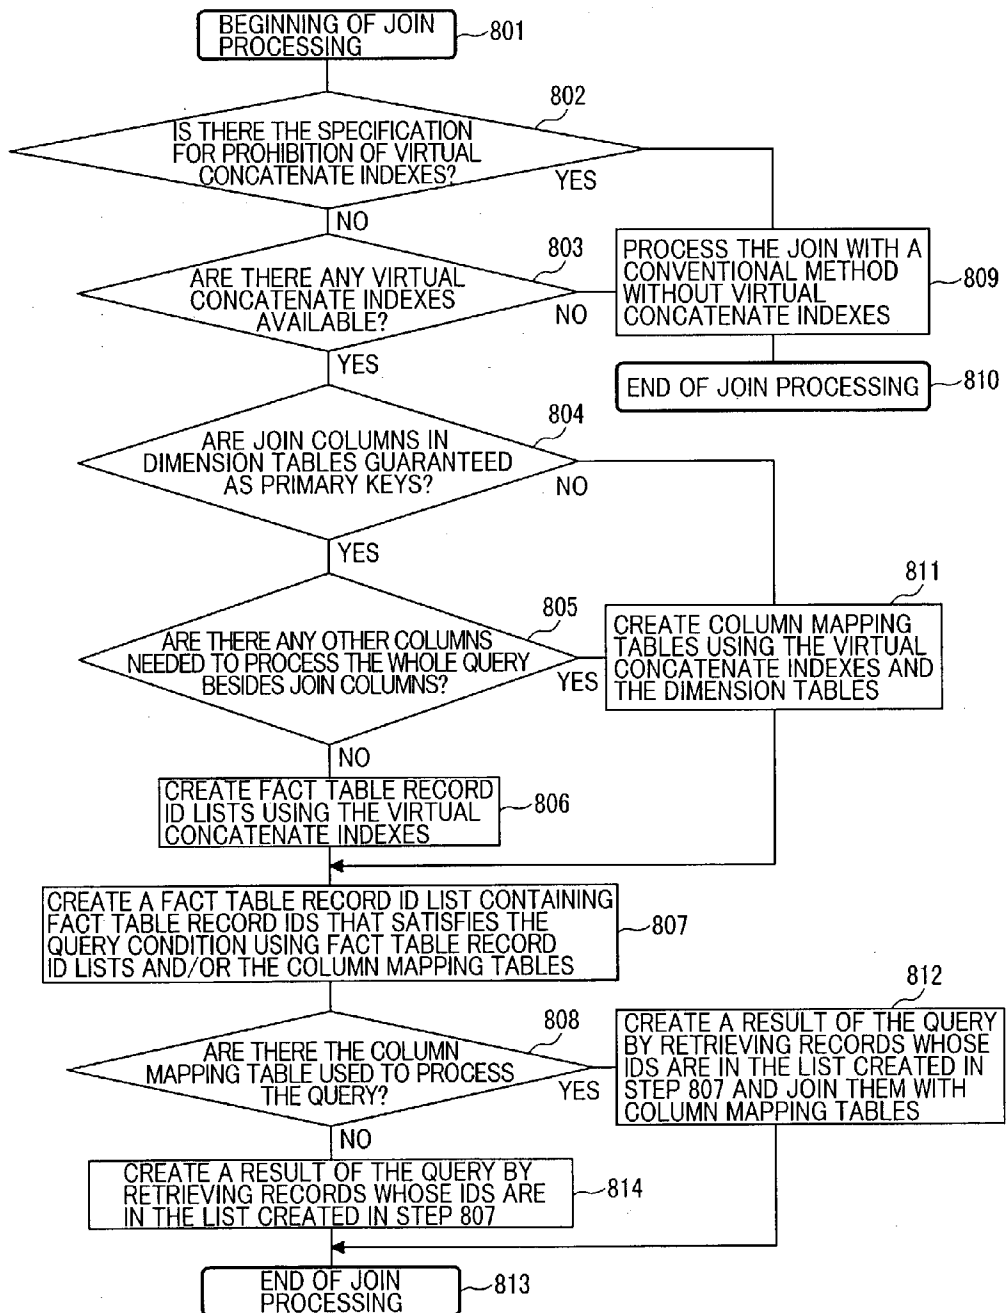 BEGINNING OF JOIN
PROCESSING
801
802
IS THERE THE SPECIFICATION
FOR PROHIBITION OF VIRTUAL
CONCATENATE INDEXES?
YES
NO
803
ARE THERE ANY VIRTUAL
CONCATENATE INDEXES
AVAILABLE?
NO
YES
PROCESS THE JOIN WITH A
CONVENTIONAL METHOD
WITHOUT VIRTUAL
CONCATENATE INDEXES
809
END OF JOIN PROCESSING
810
804
ARE JOIN COLUMNS IN
DIMENSION TABLES GUARANTEED
AS PRIMARY KEYS?
NO
YES
805
ARE THERE ANY OTHER COLUMNS
NEEDED TO PROCESS THE WHOLE QUERY
BESIDES JOIN COLUMNS?
YES
NO
811
CREATE COLUMN MAPPING
TABLES USING THE VIRTUAL
CONCATENATE INDEXES AND
THE DIMENSION TABLES
CREATE FACT TABLE RECORD
ID LISTS USING THE VIRTUAL
CONCATENATE INDEXES
806
CREATE A FACT TABLE RECORD ID LIST CONTAINING
FACT TABLE RECORD IDS THAT SATISFIES THE
QUERY CONDITION USING FACT TABLE RECORD
ID LISTS AND/OR THE COLUMN MAPPING TABLES
807
808
ARE THERE THE COLUMN
MAPPING TABLE USED TO PROCESS
THE QUERY?
YES
NO
812
CREATE A RESULT OF THE QUERY
BY RETRIEVING RECORDS WHOSE
IDS ARE IN THE LIST CREATED IN
STEP 807 AND JOIN THEM WITH
COLUMN MAPPING TABLES
CREATE A RESULT OF THE QUERY BY
RETRIEVING RECORDS WHOSE IDS ARE
IN THE LIST CREATED IN STEP 807
814
END OF JOIN
PROCESSING
813